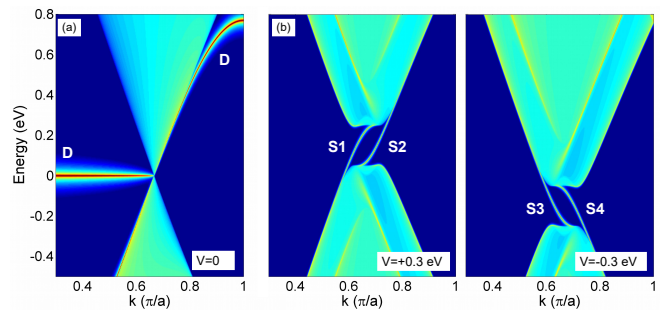 (a)
D
D
V=0
Energy (eV)
0.8
0.6
0.4
0.2
0
-0.2
-0.4
0.4 0.6 0.8 1
k (π/a)
(b)
S1 S2
V=+0.3 eV
0.4 0.6 0.8 1
k (π/a)
S3 S4
V=-0.3 eV
0.4 0.6 0.8 1
k (π/a)